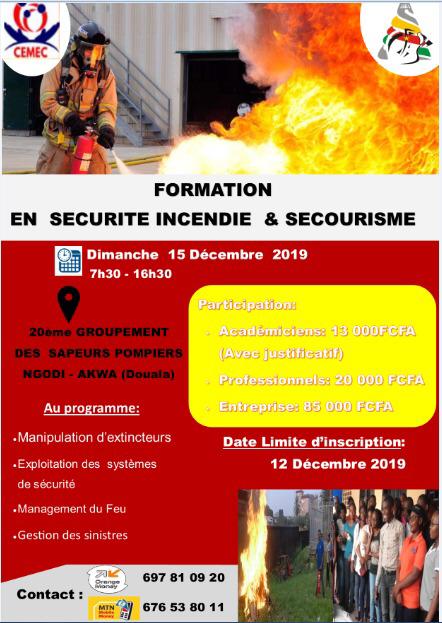 CEMEC
FORMATION
EN SECURITE INCENDIE & SECOURISME
Dimanche 15 Décembre 2019
7h30 - 16h30
20eme GROUPEMENT
DES SAPEURS POMPIERS
NGODI - AKWA (Douala)
Participation:
- Académiciens: 13 000FCFA
(Avec justificatif)
- Professionnels: 20 000 FCFA
- Entreprise: 85 000 FCFA
Au programme:
•Manipulation d'extincteurs
•Exploitation des systèmes
de sécurité
•Management du Feu
•Gestion des sinistres
Date Limite d'inscription:
12 Décembre 2019
Contact :
Orange
Money
697 81 09 20
MTN
Mobile
Money
676 53 80 11